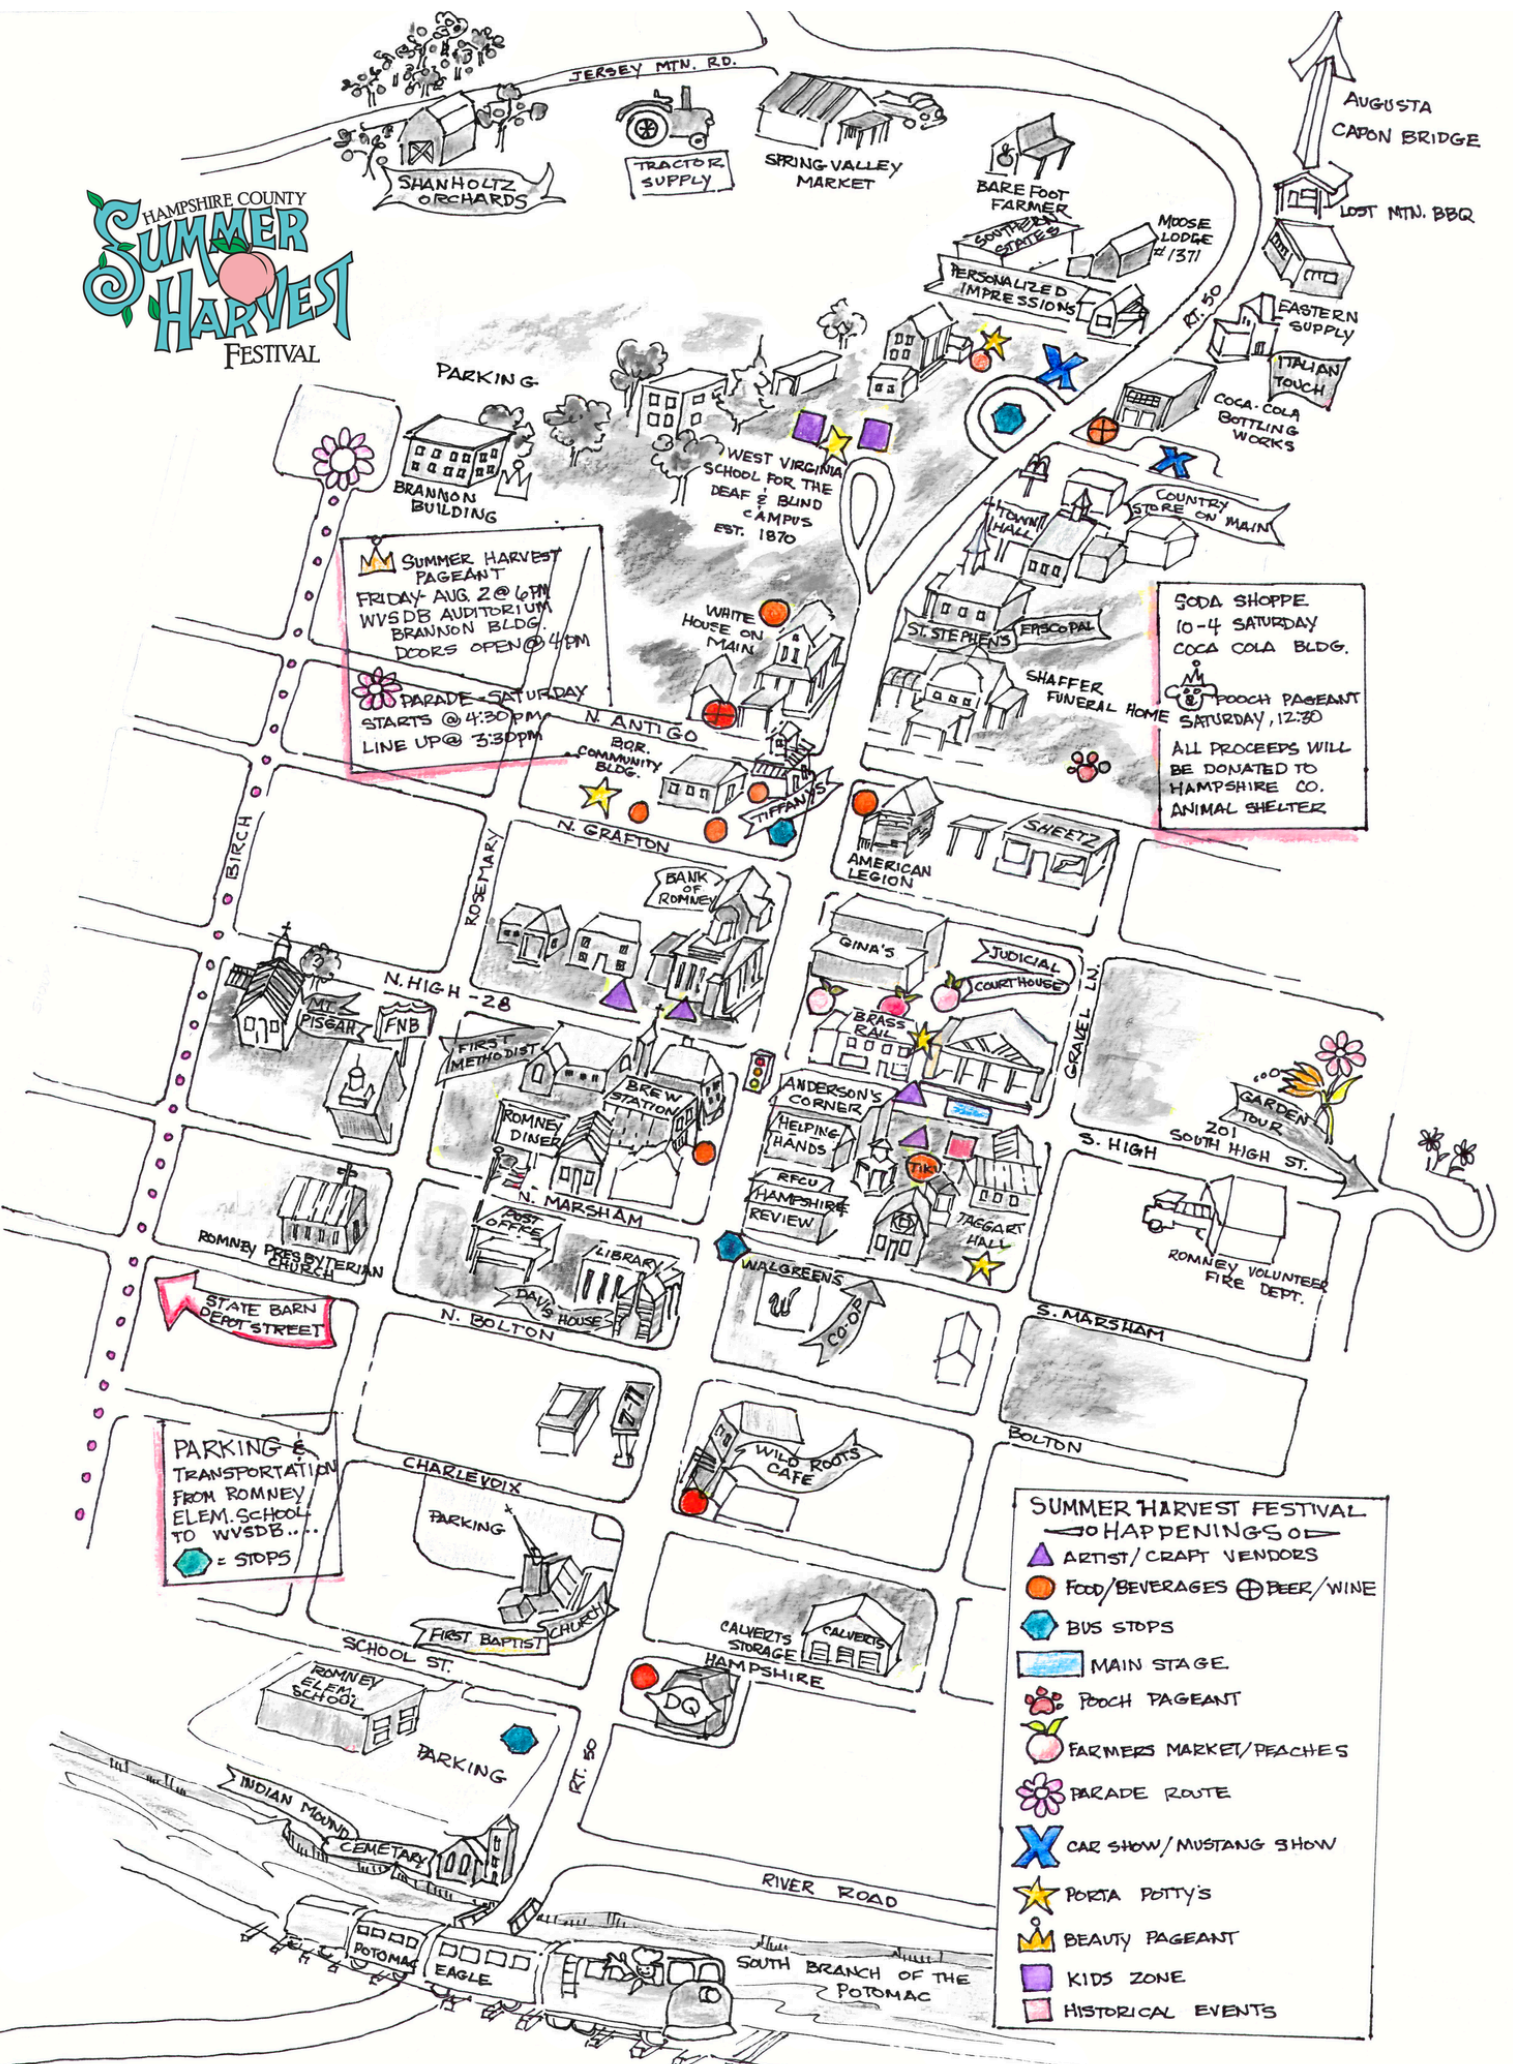 HAMPSHIRE COUNTY
SUMMER
HARVEST
FESTIVAL
JERSEY MTN. RD.
SHANHOLTZ
ORCHARDS
TRACTOR
SUPPLY
SPRING VALLEY
MARKET
BAREFOOT
FARMER
SOUTHERN
STATES
MOOSE
LODGE
#1371
PERSONALIZED
IMPRESSIONS
AUGUSTA
CAPON BRIDGE
LOST MTN. BBQ
EASTERN
SUPPLY
RT. 50
ITALIAN
TOUCH
COCA-COLA
BOTTLING
WORKS
PARKING
BRANNON
BUILDING
WEST VIRGINIA
SCHOOL FOR THE
DEAF & BLIND
CAMPUS
EST. 1870
COUNTRY
STORE ON MAIN
TOWN
HALL
ST. STEPHEN'S EPISCOPAL
SUMMER HARVEST
PAGEANT
FRIDAY- AUG. 2 @ 6PM
WVSDB AUDITORIUM
BRANNON BLDG.
DOORS OPEN @ 4PM
PARADE - SATURDAY
STARTS @ 4:30PM
LINE UP @ 3:30PM
SODA SHOPPE
10-4 SATURDAY
COCA COLA BLDG.
POOCH PAGEANT
SATURDAY, 12:30
ALL PROCEEDS WILL
BE DONATED TO
HAMPSHIRE CO.
ANIMAL SHELTER
WHITE
HOUSE ON
MAIN
SHAFFER
FUNERAL HOME
N. ANTIGO
BOR.
COMMUNITY
BLDG.
TIFFANY'S
N. GRAFTON
AMERICAN
LEGION
SHEETZ
BIRCH
ROSEMARY
BANK
OF
ROMNEY
GINA'S
JUDICIAL
COURTHOUSE
GRAVEL LN
N. HIGH - 28
MT.
PISGAH
FNB
FIRST
METHODIST
BREW
STATION
ROMNEY
DINER
BRASS
RAIL
ANDERSON'S
CORNER
HELPING
HANDS
RFCU
HAMPSHIRE
REVIEW
TIKI
TAGGART
HALL
GARDEN
TOUR
201
SOUTH HIGH ST.
S. HIGH
ROMNEY VOLUNTEER
FIRE DEPT.
N. MARSHAM
POST
OFFICE
LIBRARY
DAVIS HOUSE
ROMNEY PRESBYTERIAN
CHURCH
STATE BARN
DEPOT STREET
N. BOLTON
WALGREENS
W
CO-OP
S. MARSHAM
BOLTON
7-11
CHARLEVOIX
WILD ROOTS
CAFE
PARKING &
TRANSPORTATION
FROM ROMNEY
ELEM. SCHOOL
TO WVSDB....
= STOPS
PARKING
FIRST BAPTIST CHURCH
SCHOOL ST.
CALVERTS
STORAGE
CALVERTS
HAMPSHIRE
DQ
ROMNEY
ELEM.
SCHOOL
PARKING
RT. 50
INDIAN MOUND
CEMETARY
RIVER ROAD
POTOMAC
EAGLE
SOUTH BRANCH OF THE
POTOMAC
SUMMER HARVEST FESTIVAL
HAPPENINGS
ARTIST/CRAFT VENDORS
FOOD/BEVERAGES BEER/WINE
BUS STOPS
MAIN STAGE
POOCH PAGEANT
FARMERS MARKET/PEACHES
PARADE ROUTE
CAR SHOW/MUSTANG SHOW
PORTA POTTY'S
BEAUTY PAGEANT
KIDS ZONE
HISTORICAL EVENTS